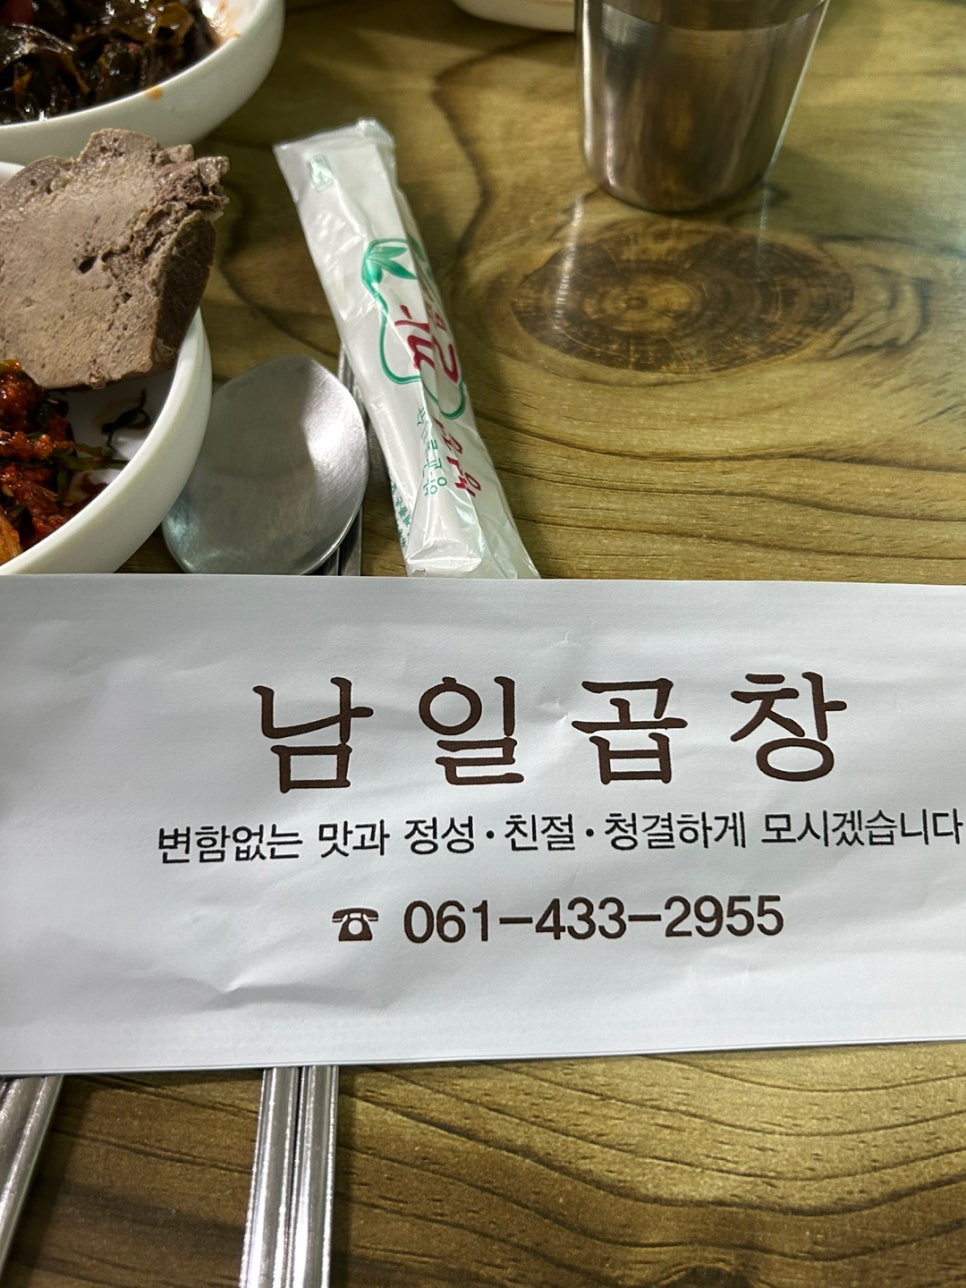 남일곱창
변함없는 맛과 정성·친절·청결하게 모시겠습니다
☎ 061-433-2955